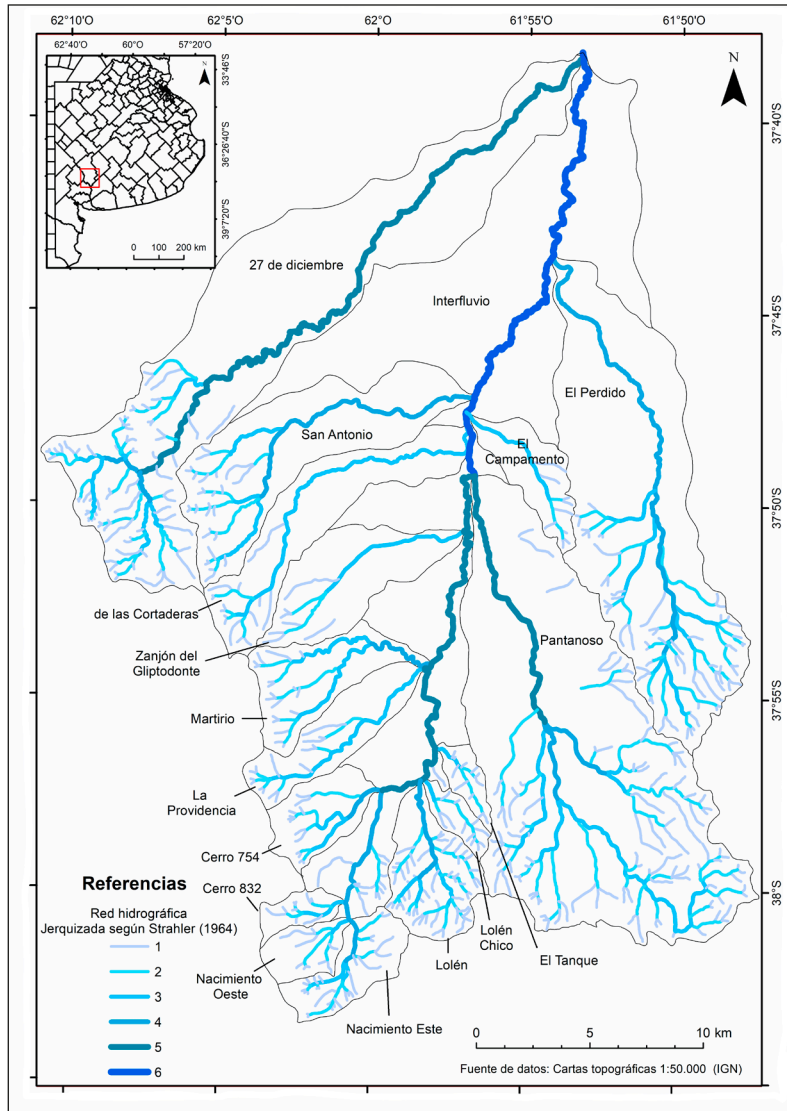 62°10'O
62°5'O
62°O
61°55'O
61°50'O
62°40'O
60°O
57°20'O
33°46S
36°26'40"S
39°7'20"S
0 100 200 km
N
N
37°40'S
37°45'S
37°50'S
37°55'S
38°S
27 de diciembre
Interfluvio
El Perdido
San Antonio
El
Campamento
de las Cortaderas
Zanjón del
Gliptodonte
Pantanoso
Martirio
La
Providencia
Cerro 754
Cerro 832
Referencias
Red hidrográfica
Jerquizada según Strahler (1964)
1
2
3
4
5
6
Nacimiento
Oeste
Nacimiento Este
Lolén
Lolén
Chico
El Tanque
0 5 10 km
Fuente de datos: Cartas topográficas 1:50.000 (IGN)